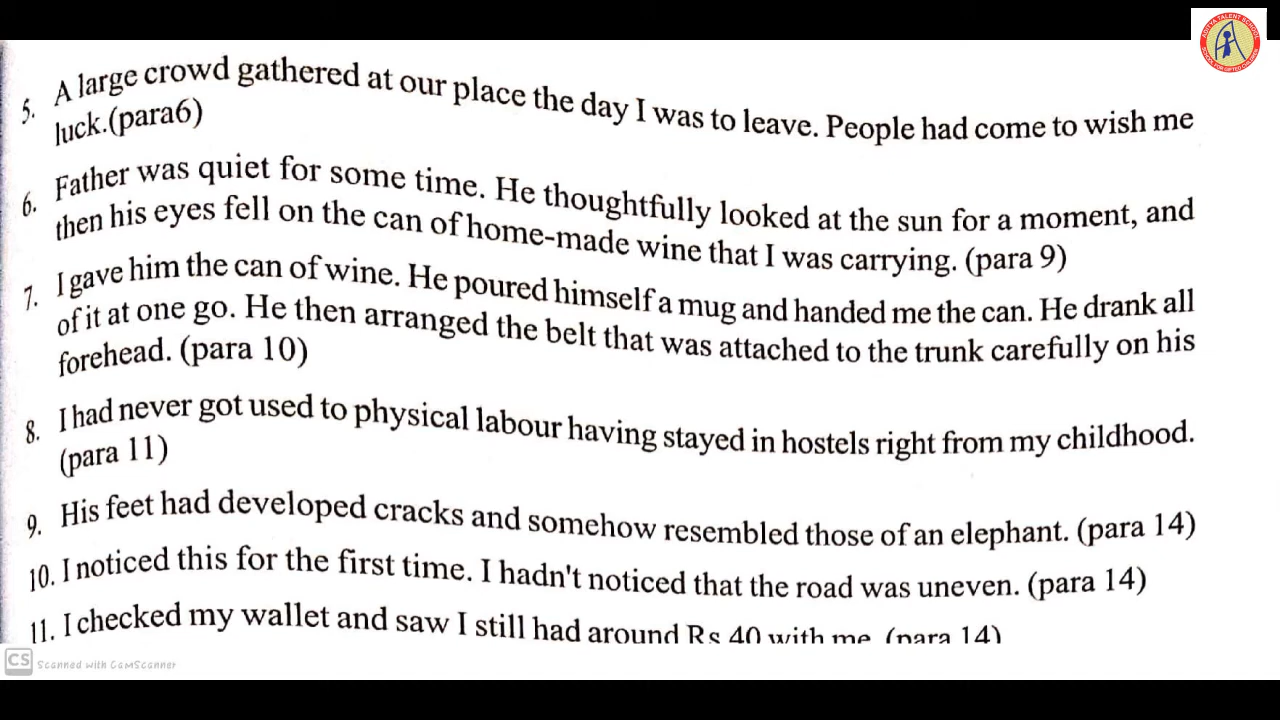 5. A large crowd gathered at our place the day I was to leave. People had come to wish me
luck.(para6)
6. Father was quiet for some time. He thoughtfully looked at the sun for a moment, and
then his eyes fell on the can of home-made wine that I was carrying. (para 9)
7. I gave him the can of wine. He poured himself a mug and handed me the can. He drank all
of it at one go. He then arranged the belt that was attached to the trunk carefully on his
forehead. (para 10)
8. I had never got used to physical labour having stayed in hostels right from my childhood.
(para 11)
9. His feet had developed cracks and somehow resembled those of an elephant. (para 14)
10. I noticed this for the first time. I hadn't noticed that the road was uneven. (para 14)
11. I checked my wallet and saw I still had around Rs 40 with me. (para 14)
CS Scanned with CamScanner